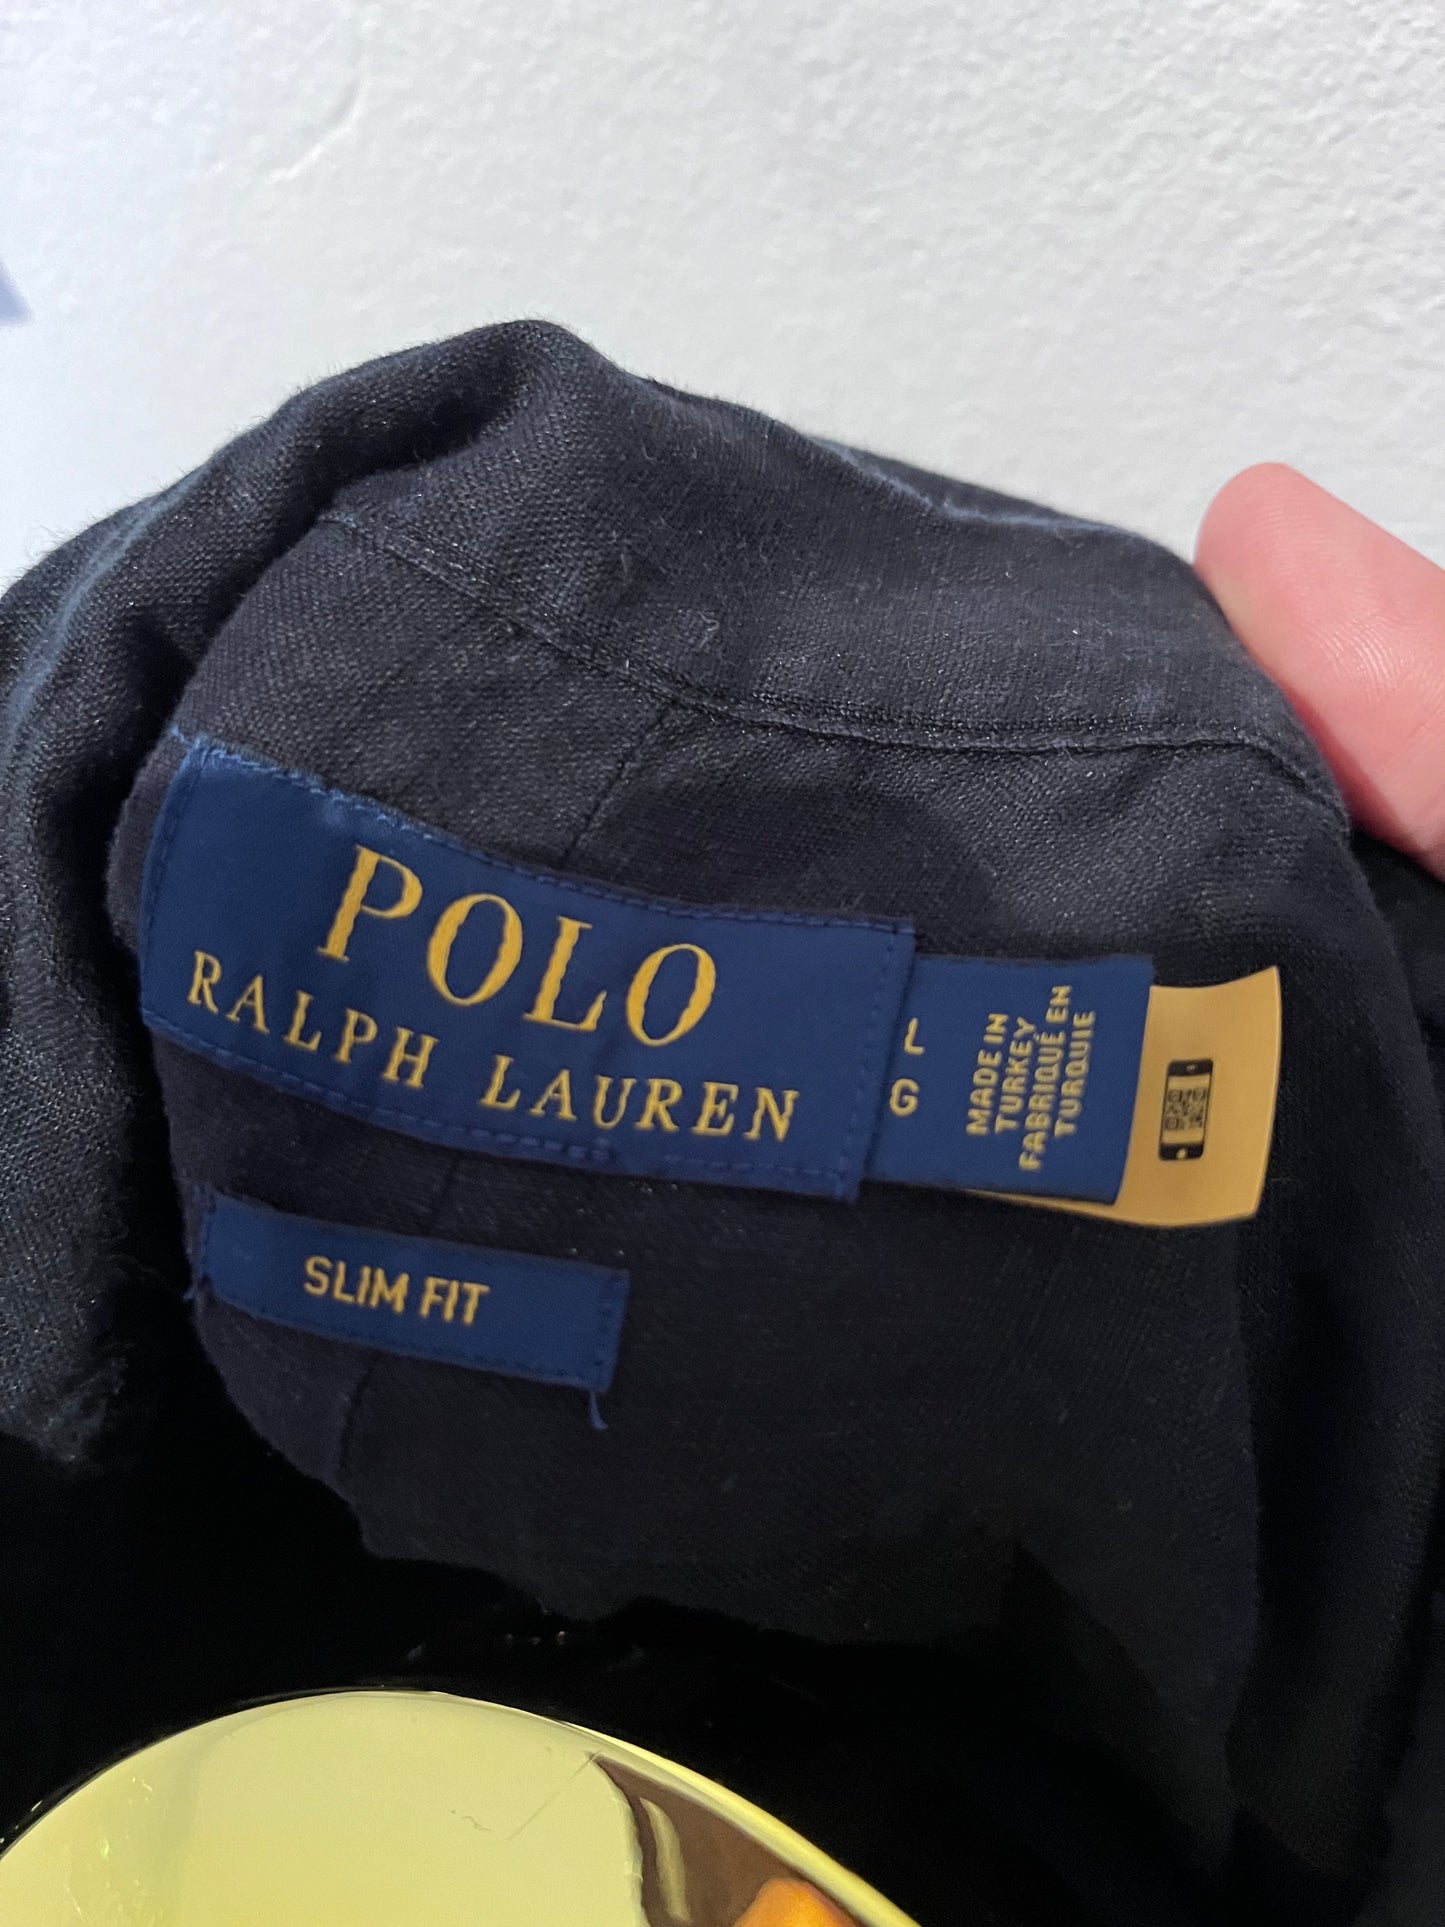 POLO
RALPH LAUREN
L
G
MADE IN
TURKEY
FABRIQUÉ EN
TURQUIE
SLIM FIT